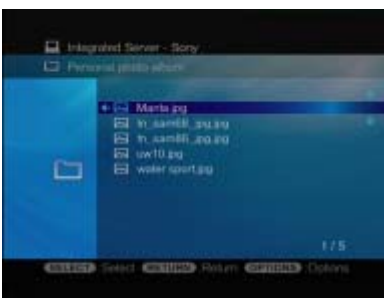 Integrated Server - Sony
Personal photo album
Manta.jpg
uw10.jpg
water sport.jpg
1 / 5
SELECT Select RETURN Return OPTIONS Options